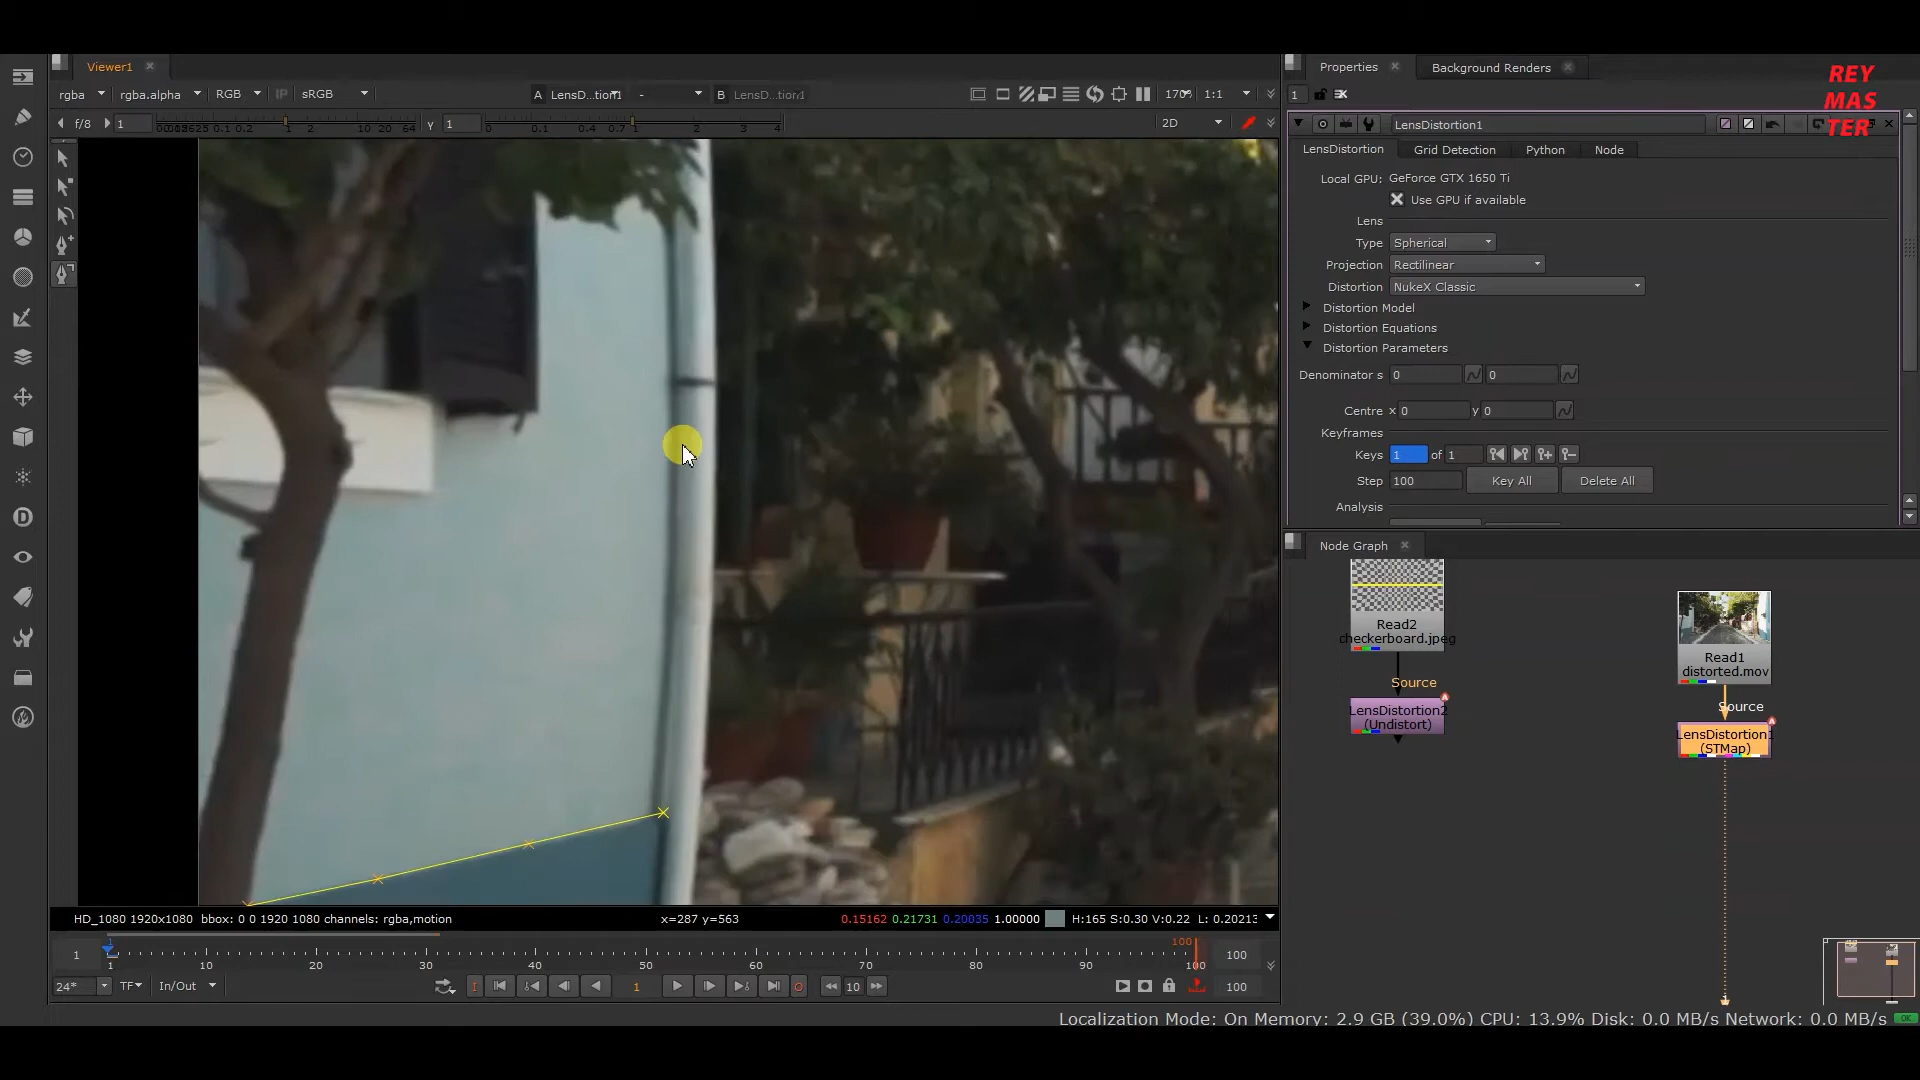 Viewer1
rgba rgba.alpha RGB IP sRGB A LensD...tion1 - B LensD...tion1 1:1
f/8 1 Y 1 2D
Properties
Background Renders
REY
MAS
TER
1
LensDistortion1
LensDistortion Grid Detection Python Node
Local GPU: GeForce GTX 1650 Ti
Use GPU if available
Lens
Type Spherical
Projection Rectilinear
Distortion NukeX Classic
Distortion Model
Distortion Equations
Distortion Parameters
Denominator s 0 0
Centre x 0 y 0
Keyframes
Keys 1 of 1
Step 100 Key All Delete All
Analysis
Node Graph
Read2
checkerboard.jpeg
Source
LensDistortion2
(Undistort)
Read1
distorted.mov
Source
LensDistortion1
(STMap)
HD_1080 1920x1080 bbox: 0 0 1920 1080 channels: rgba,motion x=287 y=563 0.15162 0.21731 0.20035 1.00000 H:165 S:0.30 V:0.22 L: 0.20213
1 1 10 20 30 40 50 60 70 80 90 100 100 100
24* TF In/Out 1 10 100
Localization Mode: On Memory: 2.9 GB (39.0%) CPU: 13.9% Disk: 0.0 MB/s Network: 0.0 MB/s